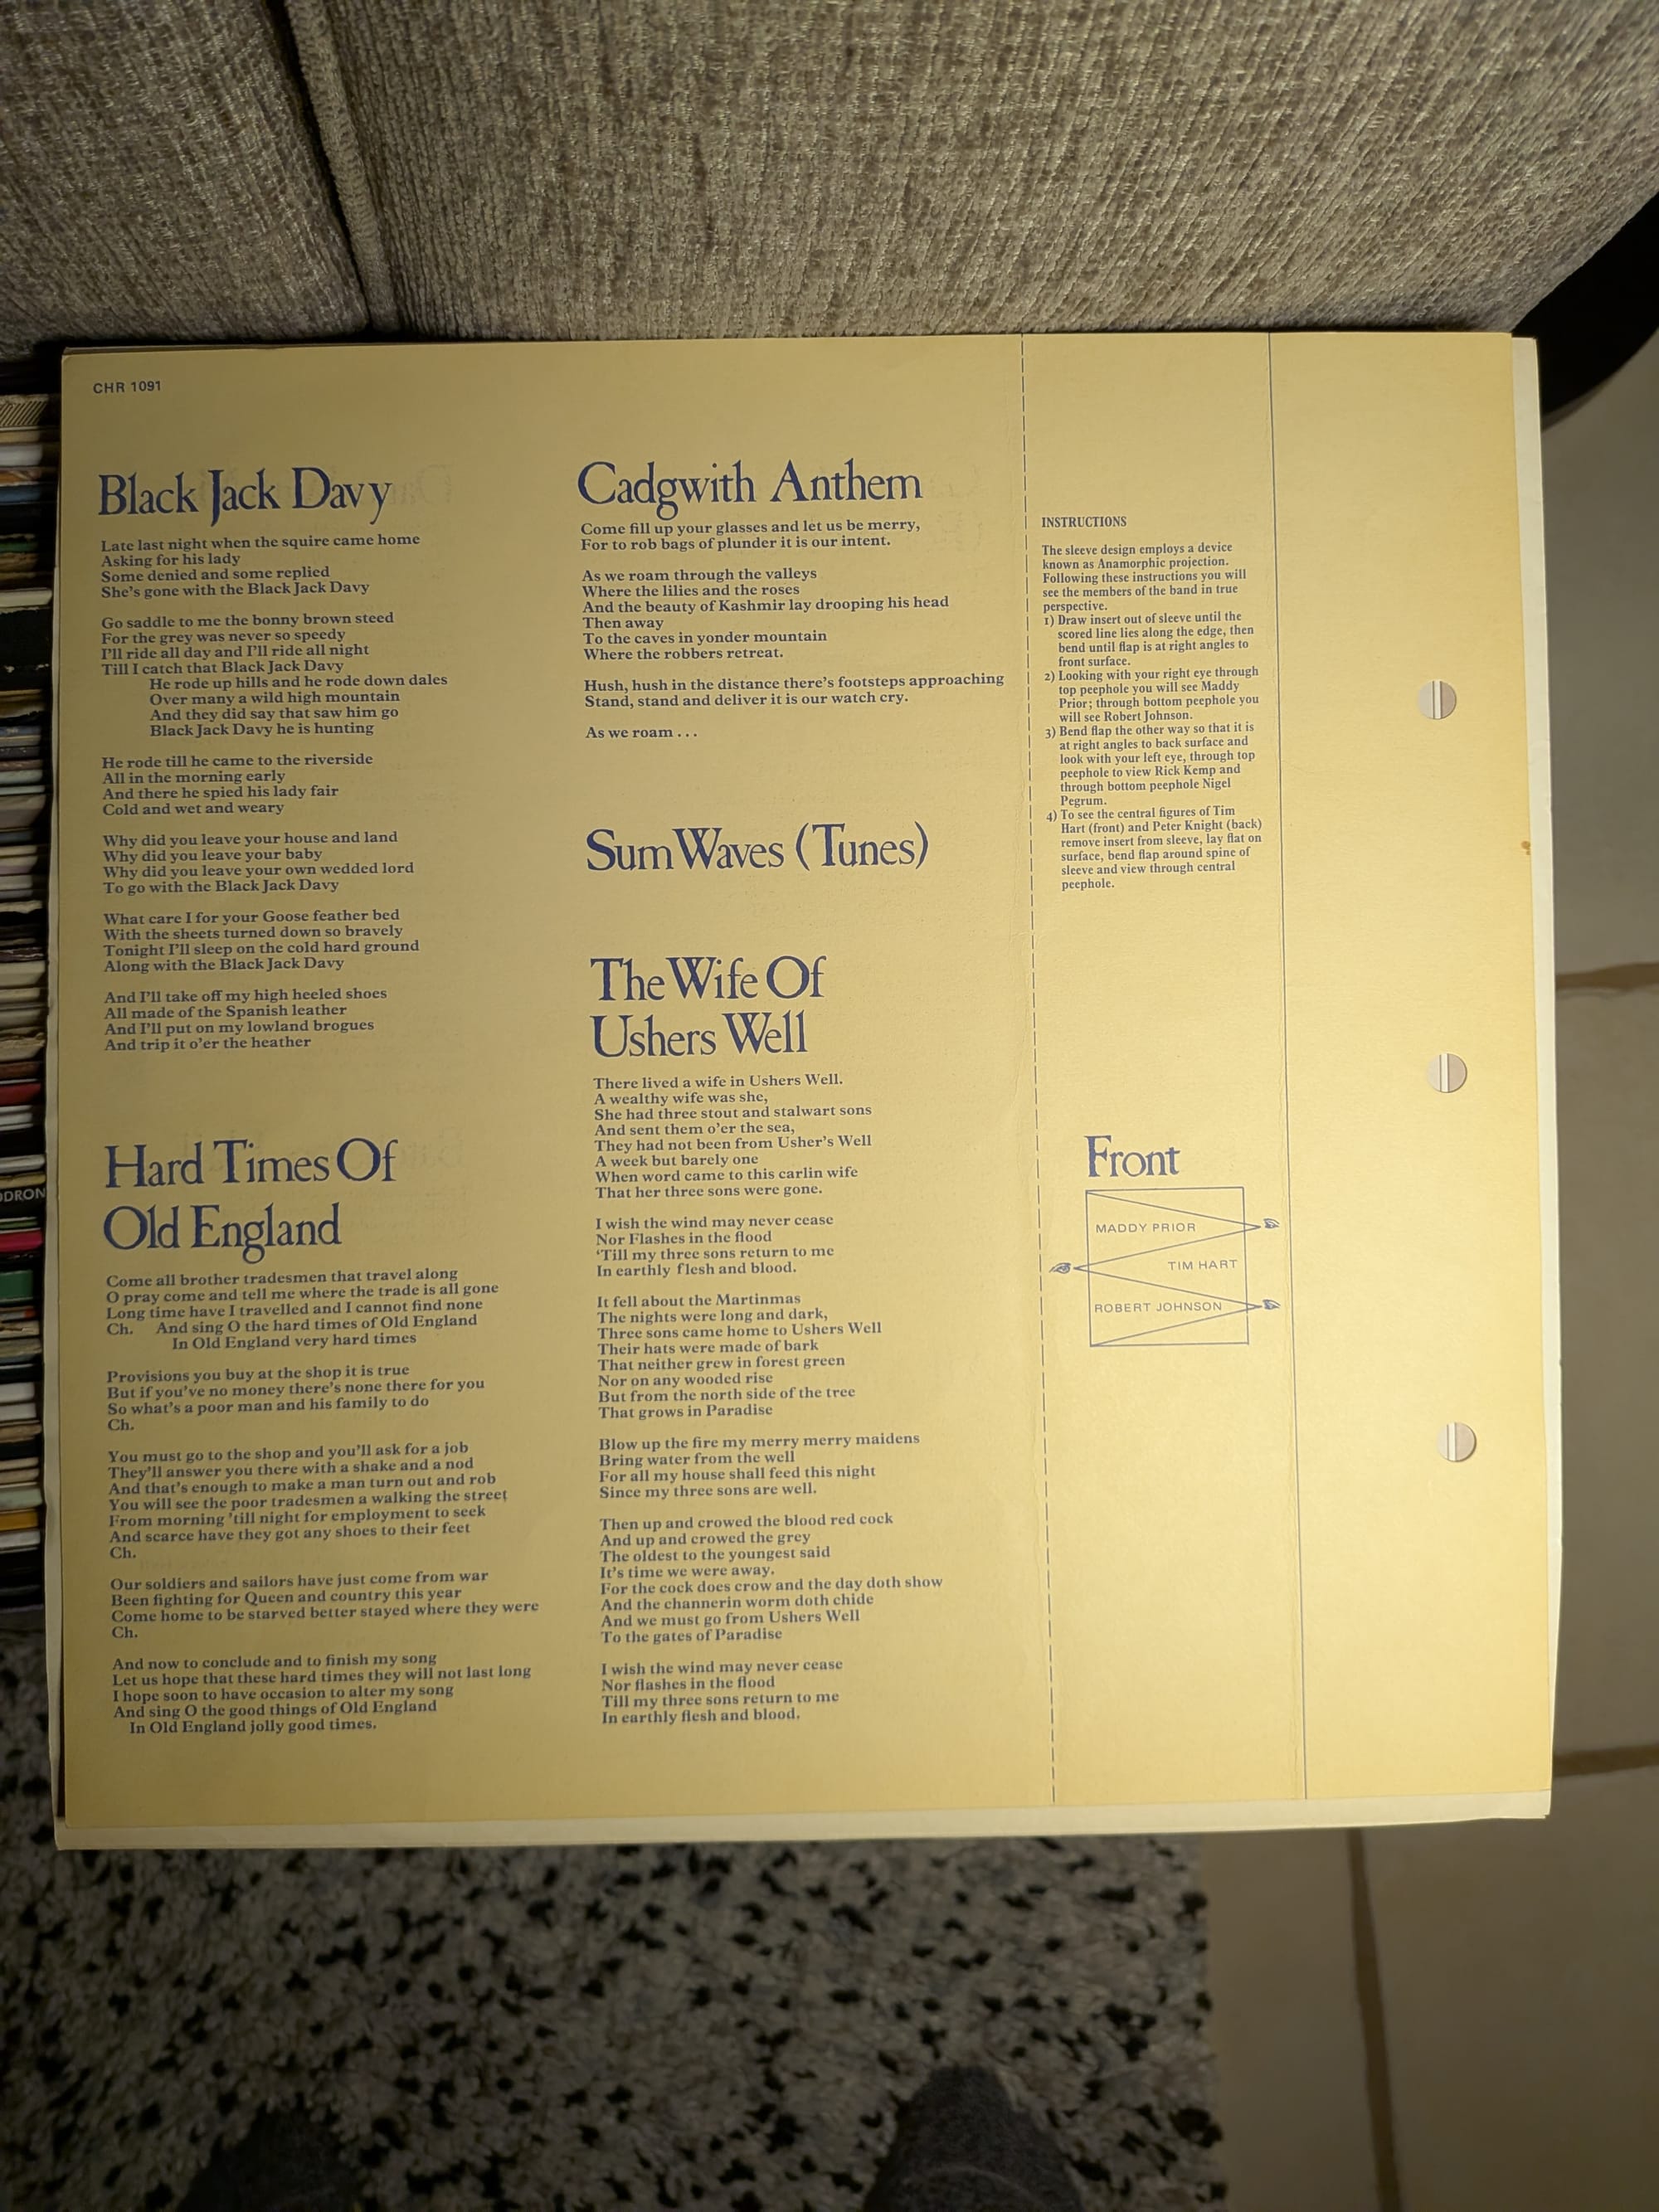 CHR 1091
Black Jack Davy
Late last night when the squire came home
Asking for his lady
Some denied and some replied
She's gone with the Black Jack Davy
Go saddle to me the bonny brown steed
For the grey was never so speedy
I'll ride all day and I'll ride all night
Till I catch that Black Jack Davy
He rode up hills and he rode down dales
Over many a wild high mountain
And they did say that saw him go
Black Jack Davy he is hunting
He rode till he came to the riverside
All in the morning early
And there he spied his lady fair
Cold and wet and weary
Why did you leave your house and land
Why did you leave your baby
Why did you leave your own wedded lord
To go with the Black Jack Davy
What care I for your Goose feather bed
With the sheets turned down so bravely
Tonight I'll sleep on the cold hard ground
Along with the Black Jack Davy
And I'll take off my high heeled shoes
All made of the Spanish leather
And I'll put on my lowland brogues
And trip it o'er the heather
Hard Times Of
Old England
Come all brother tradesmen that travel along
O pray come and tell me where the trade is all gone
Long time have I travelled and I cannot find none
Ch. And sing O the hard times of Old England
In Old England very hard times
Provisions you buy at the shop it is true
But if you've no money there's none there for you
So what's a poor man and his family to do
Ch.
You must go to the shop and you'll ask for a job
They'll answer you there with a shake and a nod
And that's enough to make a man turn out and rob
You will see the poor tradesmen a walking the street
From morning 'till night for employment to seek
And scarce have they got any shoes to their feet
Ch.
Our soldiers and sailors have just come from war
Been fighting for Queen and country this year
Come home to be starved better stayed where they were
Ch.
And now to conclude and to finish my song
Let us hope that these hard times they will not last long
I hope soon to have occasion to alter my song
And sing O the good things of Old England
In Old England jolly good times.
Cadgwith Anthem
Come fill up your glasses and let us be merry,
For to rob bags of plunder it is our intent.
As we roam through the valleys
Where the lilies and the roses
And the beauty of Kashmir lay drooping his head
Then away
To the caves in yonder mountain
Where the robbers retreat.
Hush, hush in the distance there's footsteps approaching
Stand, stand and deliver it is our watch cry.
As we roam . . .
Sum Waves (Tunes)
The Wife Of
Ushers Well
There lived a wife in Ushers Well.
A wealthy wife was she,
She had three stout and stalwart sons
And sent them o'er the sea,
They had not been from Usher's Well
A week but barely one
When word came to this carlin wife
That her three sons were gone.
I wish the wind may never cease
Nor Flashes in the flood
'Till my three sons return to me
In earthly flesh and blood.
It fell about the Martinmas
The nights were long and dark,
Three sons came home to Ushers Well
Their hats were made of bark
That neither grew in forest green
Nor on any wooded rise
But from the north side of the tree
That grows in Paradise
Blow up the fire my merry merry maidens
Bring water from the well
For all my house shall feed this night
Since my three sons are well.
Then up and crowed the blood red cock
And up and crowed the grey
The oldest to the youngest said
It's time we were away.
For the cock does crow and the day doth show
And the channerin worm doth chide
And we must go from Ushers Well
To the gates of Paradise
I wish the wind may never cease
Nor flashes in the flood
Till my three sons return to me
In earthly flesh and blood.
INSTRUCTIONS
The sleeve design employs a device
known as Anamorphic projection.
Following these instructions you will
see the members of the band in true
perspective.
1) Draw insert out of sleeve until the
scored line lies along the edge, then
bend until flap is at right angles to
front surface.
2) Looking with your right eye through
top peephole you will see Maddy
Prior; through bottom peephole you
will see Robert Johnson.
3) Bend flap the other way so that it is
at right angles to back surface and
look with your left eye, through top
peephole to view Rick Kemp and
through bottom peephole Nigel
Pegrum.
4) To see the central figures of Tim
Hart (front) and Peter Knight (back)
remove insert from sleeve, lay flat on
surface, bend flap around spine of
sleeve and view through central
peephole.
Front
MADDY PRIOR
TIM HART
ROBERT JOHNSON